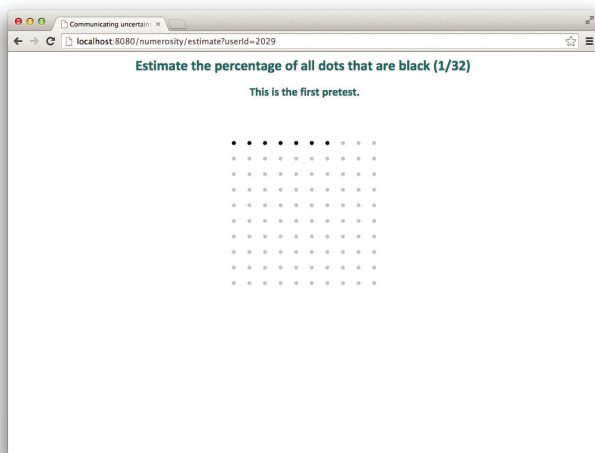 Communicating uncertaint
localhost:8080/numerosity/estimate?userId=2029
Estimate the percentage of all dots that are black (1/32)
This is the first pretest.